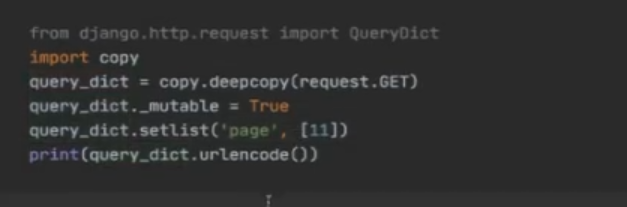 from django.http.request import QueryDict
import copy
query_dict = copy.deepcopy(request.GET)
query_dict._mutable = True
query_dict.setlist('page', [11])
print(query_dict.urlencode())